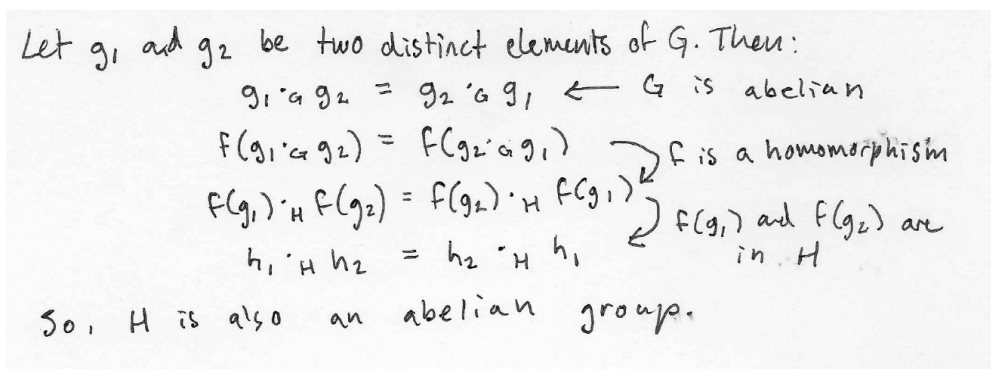 Let g₁ and g₂ be two distinct elements of G. Then:
g₁ ·G g₂ = g₂ ·G g₁ ← G is abelian
f(g₁ ·G g₂) = f(g₂ ·G g₁)
f is a homomorphism
f(g₁) ·H f(g₂) = f(g₂) ·H f(g₁)
f(g₁) and f(g₂) are
in H
h₁ ·H h₂ = h₂ ·H h₁
So, H is also an abelian group.